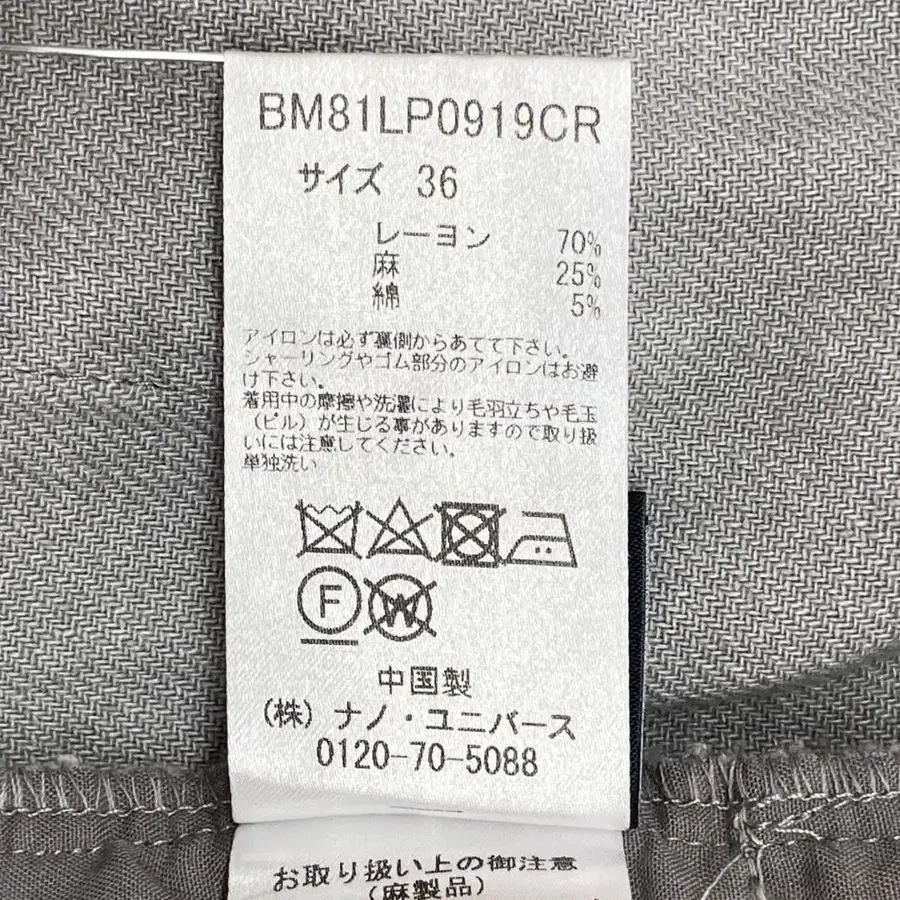 BM81LP0919CR
サイズ 36
レーヨン 70%
麻 25%
綿 5%
アイロンは必ず裏側からあてて下さい。
シャーリングやゴム部分のアイロンはお避
け下さい。
着用中の摩擦や洗濯により毛羽立ちや毛玉
(ピル)が生じる事がありますので取り扱
いには注意してください。
単独洗い
F W
中国製
(株)ナノ・ユニバース
0120-70-5088
お取り扱い上の御注意
(麻製品)